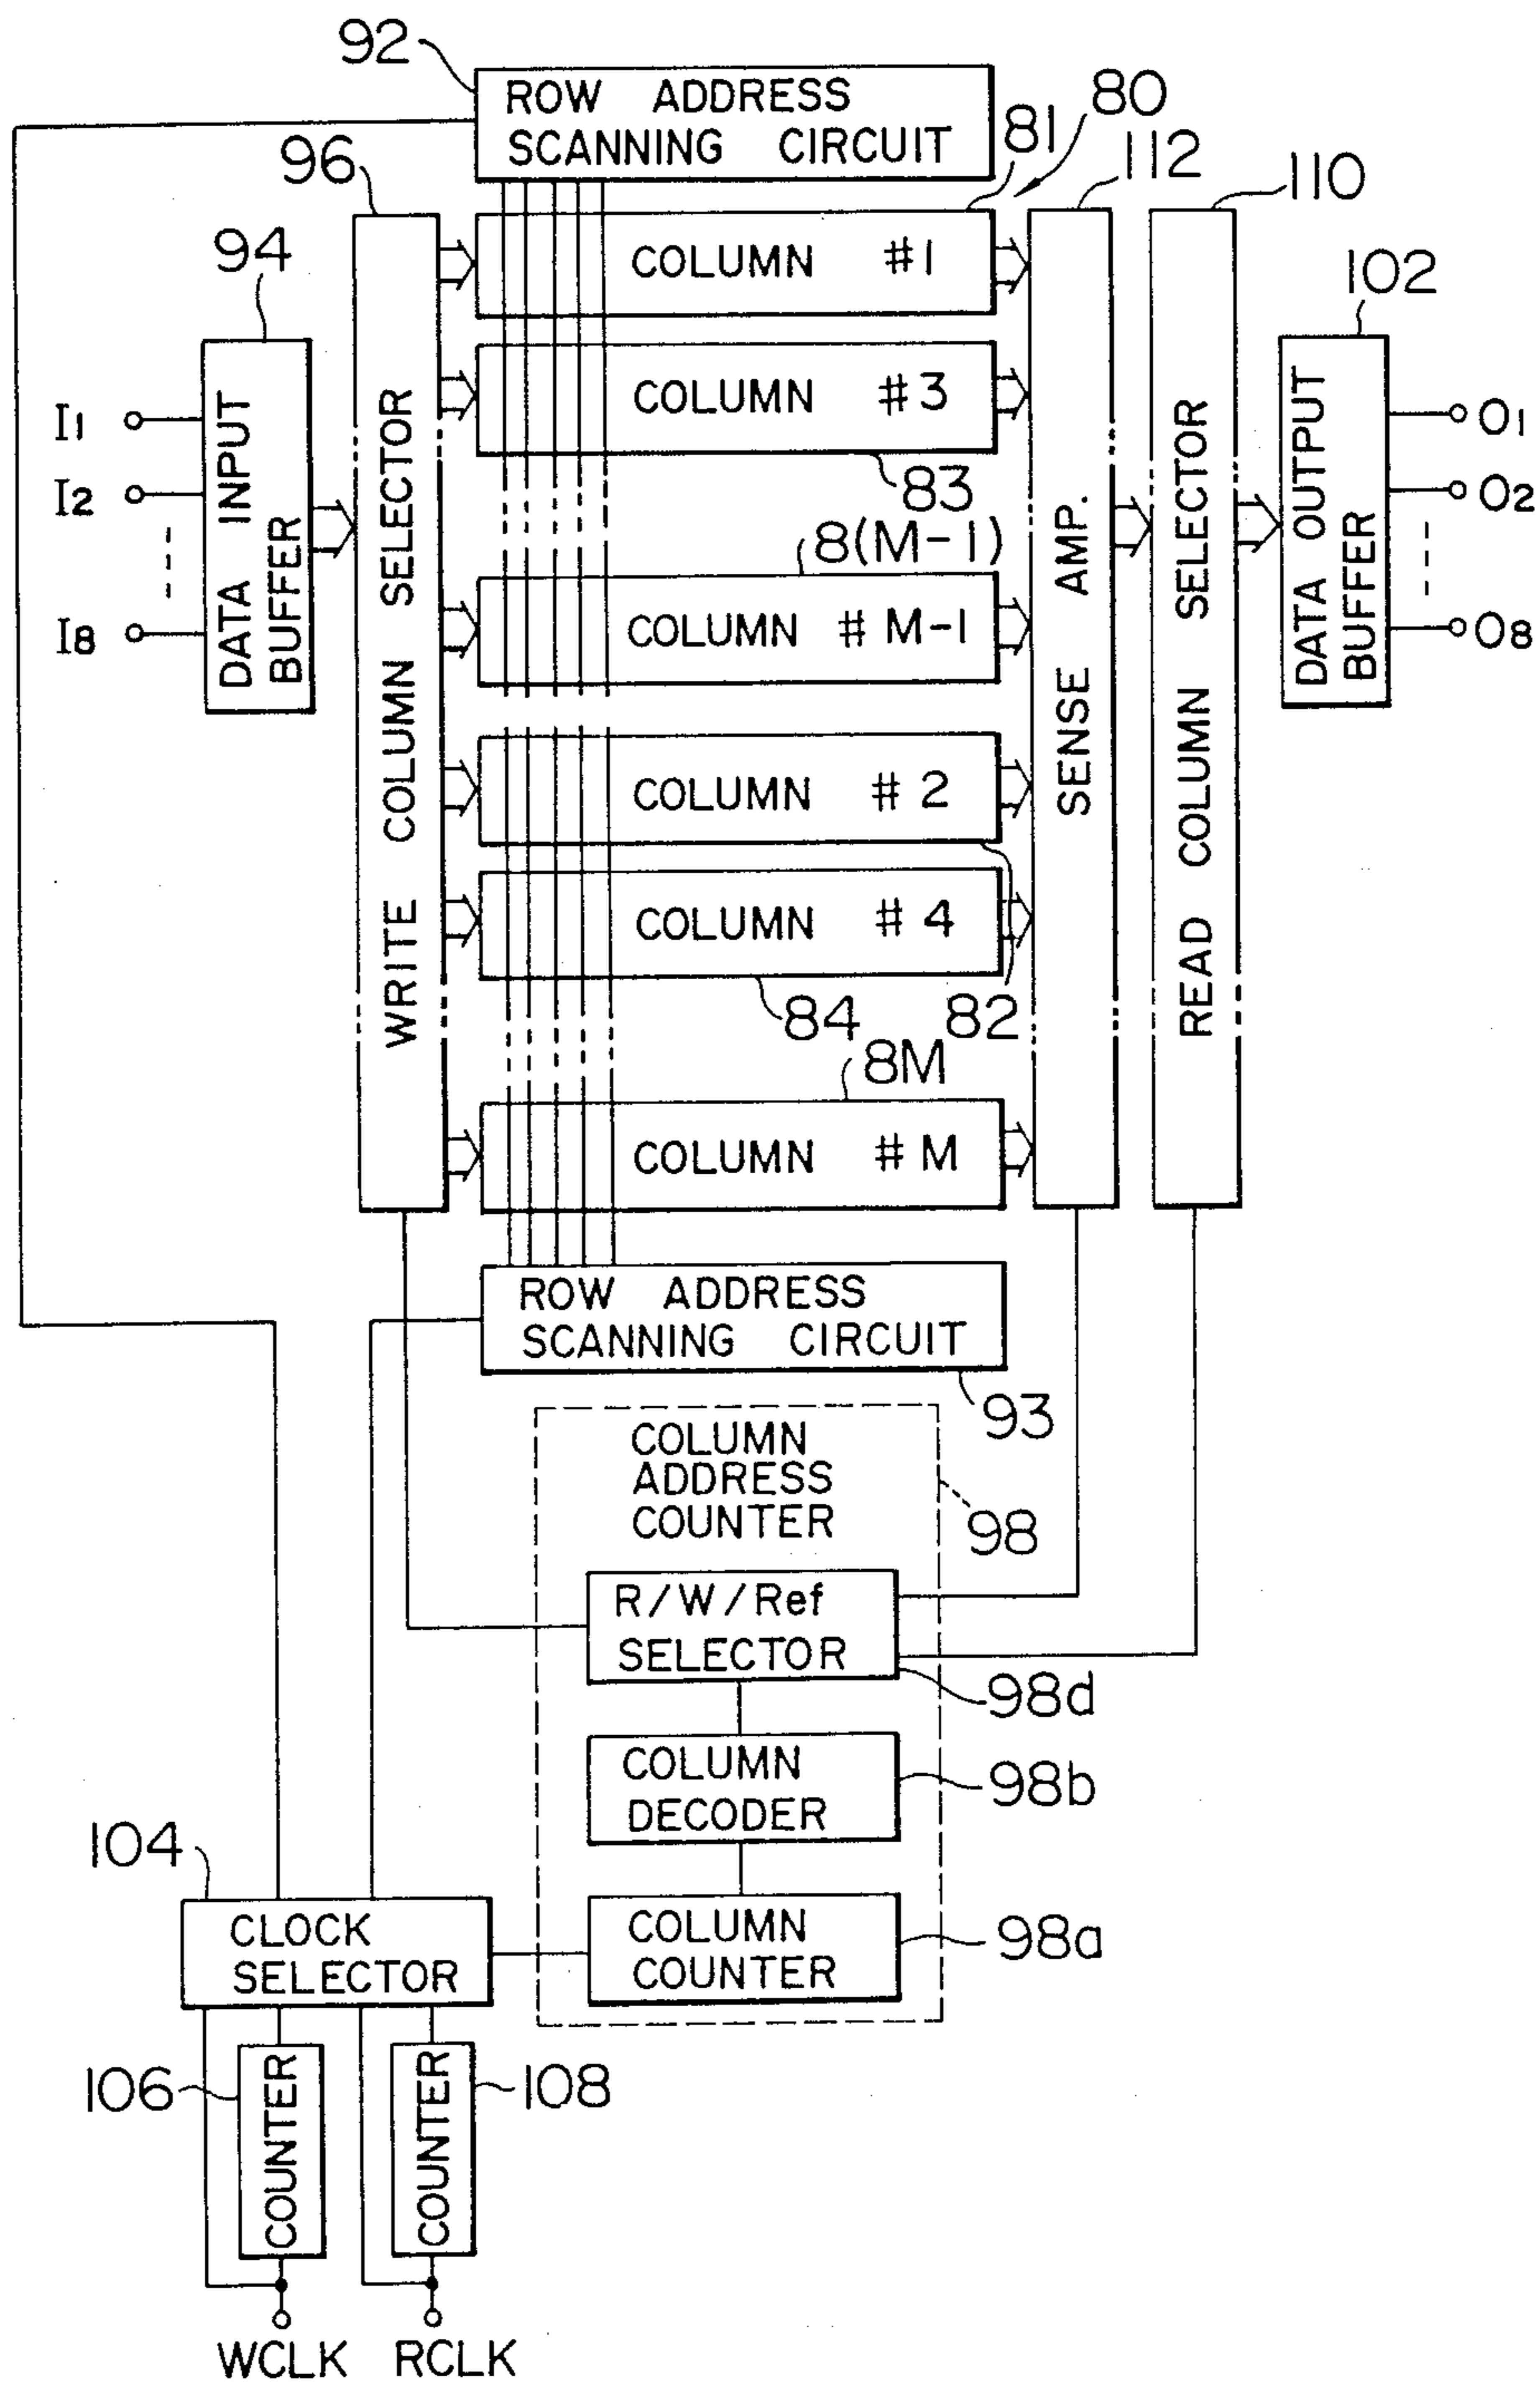 92
ROW ADDRESS
SCANNING CIRCUIT
81
80
112
110
96
94
102
COLUMN #1
COLUMN #3
83
I1
I2
I8
DATA INPUT
BUFFER
WRITE COLUMN SELECTOR
8(M-1)
COLUMN # M-1
COLUMN # 2
COLUMN # 4
82
84
8M
COLUMN # M
SENSE AMP.
READ COLUMN SELECTOR
DATA OUTPUT
BUFFER
O1
O2
O8
ROW ADDRESS
SCANNING CIRCUIT
93
COLUMN
ADDRESS
COUNTER
98
R/W/Ref
SELECTOR
98d
COLUMN
DECODER
98b
104
CLOCK
SELECTOR
COLUMN
COUNTER
98a
106
COUNTER
COUNTER
108
WCLK
RCLK